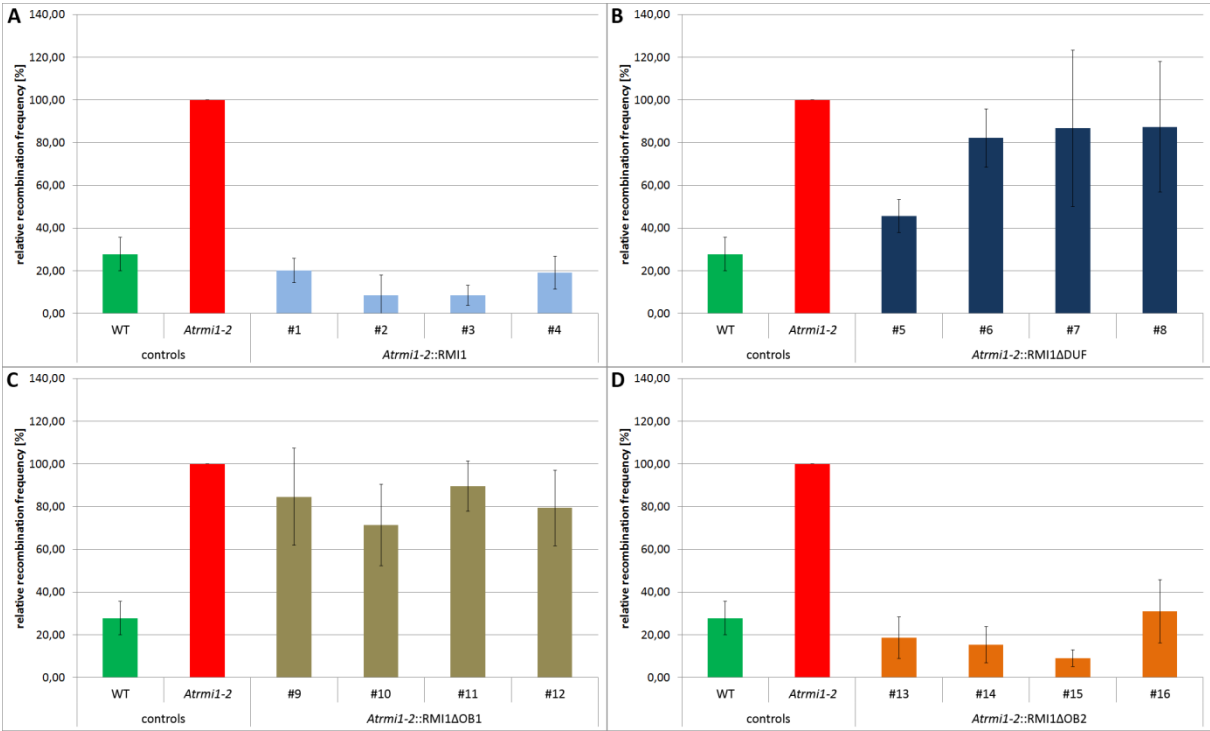 A
relative recombination frequency [%]
140,00
120,00
100,00
80,00
60,00
40,00
20,00
0,00
WT Atrmi1-2 #1 #2 #3 #4
controls Atrmi1-2::RMI1
B
relative recombination frequency [%]
140,00
120,00
100,00
80,00
60,00
40,00
20,00
0,00
WT Atrmi1-2 #5 #6 #7 #8
controls Atrmi1-2::RMI1ΔDUF
C
relative recombination frequency [%]
140,00
120,00
100,00
80,00
60,00
40,00
20,00
0,00
WT Atrmi1-2 #9 #10 #11 #12
controls Atrmi1-2::RMI1ΔOB1
D
relative recombination frequency [%]
140,00
120,00
100,00
80,00
60,00
40,00
20,00
0,00
WT Atrmi1-2 #13 #14 #15 #16
controls Atrmi1-2::RMI1ΔOB2